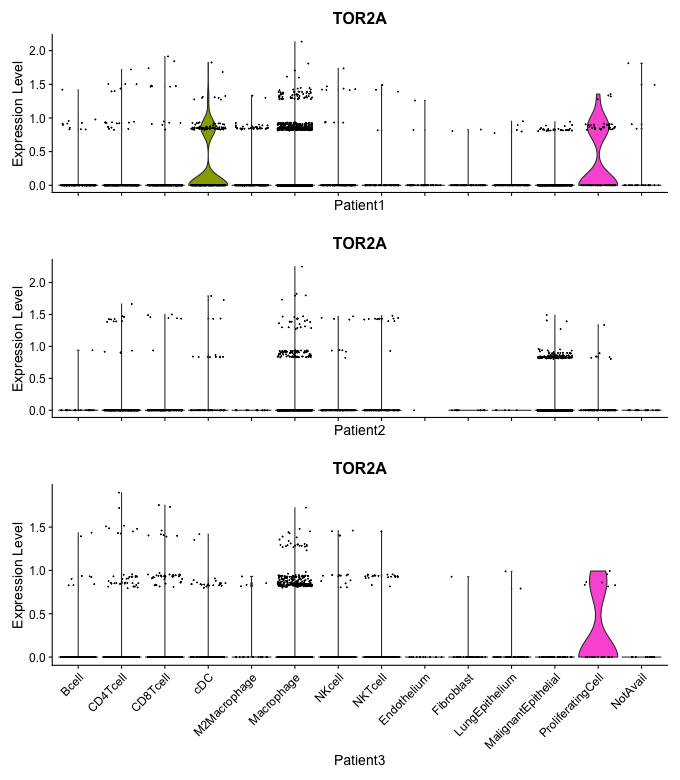 TOR2A
Expression Level
2.0
1.5
1.0
0.5
0.0
Patient1
TOR2A
Expression Level
2.0
1.5
1.0
0.5
0.0
Patient2
TOR2A
Expression Level
1.5
1.0
0.5
0.0
Bcell
CD4Tcell
CD8Tcell
cDC
M2Macrophage
Macrophage
NKcell
NKTcell
Endothelium
Fibroblast
LungEpithelium
MalignantEpithelial
ProliferatingCell
NotAvail
Patient3